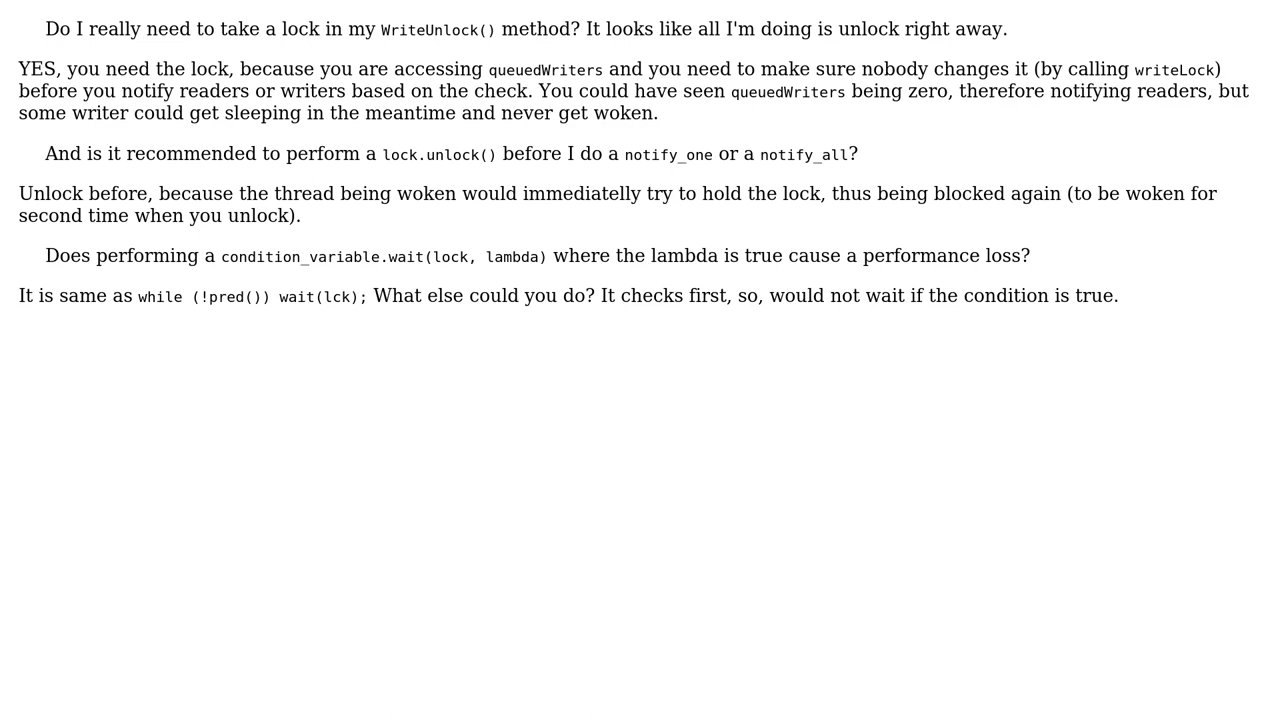 Do I really need to take a lock in my WriteUnlock() method? It looks like all I'm doing is unlock right away.
YES, you need the lock, because you are accessing queuedWriters and you need to make sure nobody changes it (by calling writeLock)
before you notify readers or writers based on the check. You could have seen queuedWriters being zero, therefore notifying readers, but
some writer could get sleeping in the meantime and never get woken.
And is it recommended to perform a lock.unlock() before I do a notify_one or a notify_all?
Unlock before, because the thread being woken would immediatelly try to hold the lock, thus being blocked again (to be woken for
second time when you unlock).
Does performing a condition_variable.wait(lock, lambda) where the lambda is true cause a performance loss?
It is same as while (!pred()) wait(lck); What else could you do? It checks first, so, would not wait if the condition is true.